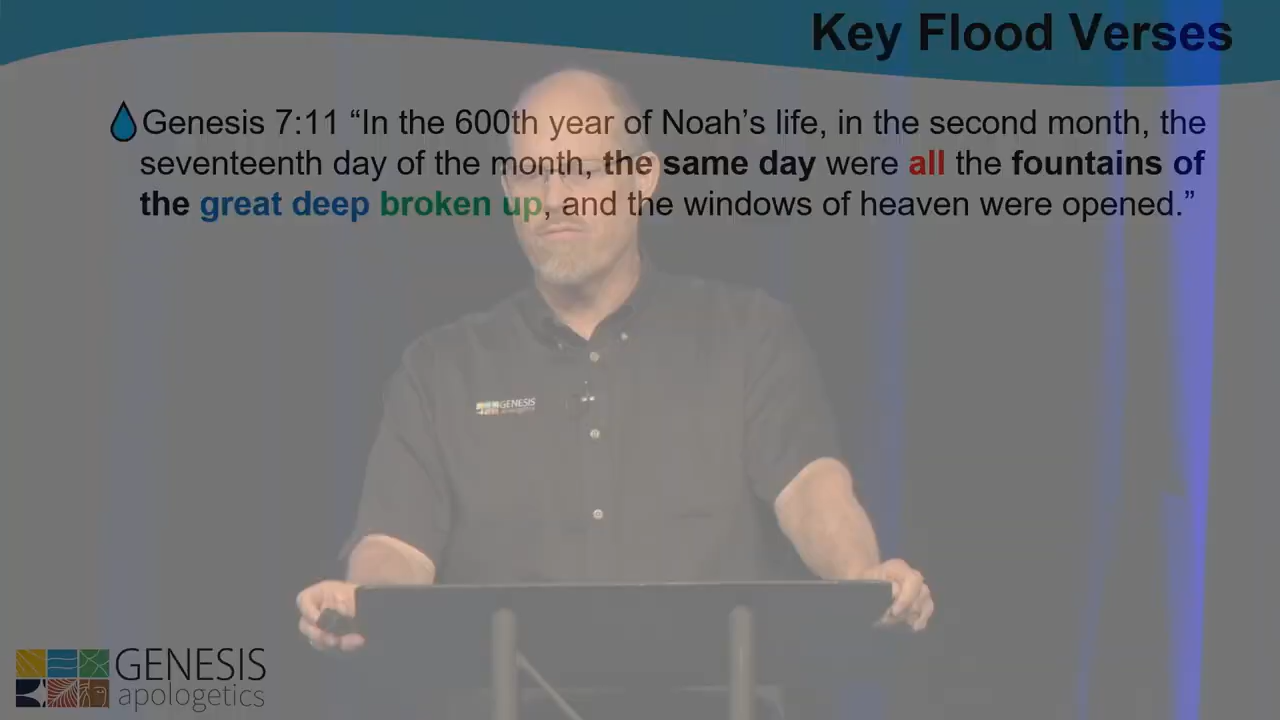 Key Flood Verses
Genesis 7:11 “In the 600th year of Noah’s life, in the second month, the
seventeenth day of the month, the same day were all the fountains of
the great deep broken up, and the windows of heaven were opened.”
GENESIS
apologetics
GENESIS
apologetics